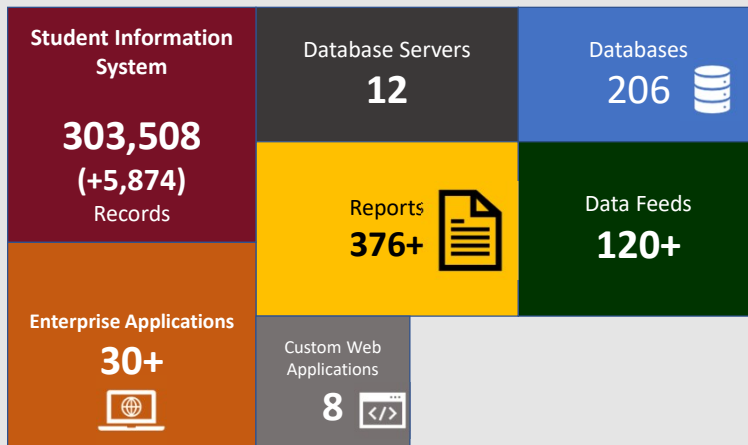 Student Information
System
303,508
(+5,874)
Records
Database Servers
12
Databases
206
Reports
376+
Data Feeds
120+
Enterprise Applications
30+
Custom Web
Applications
8
</>